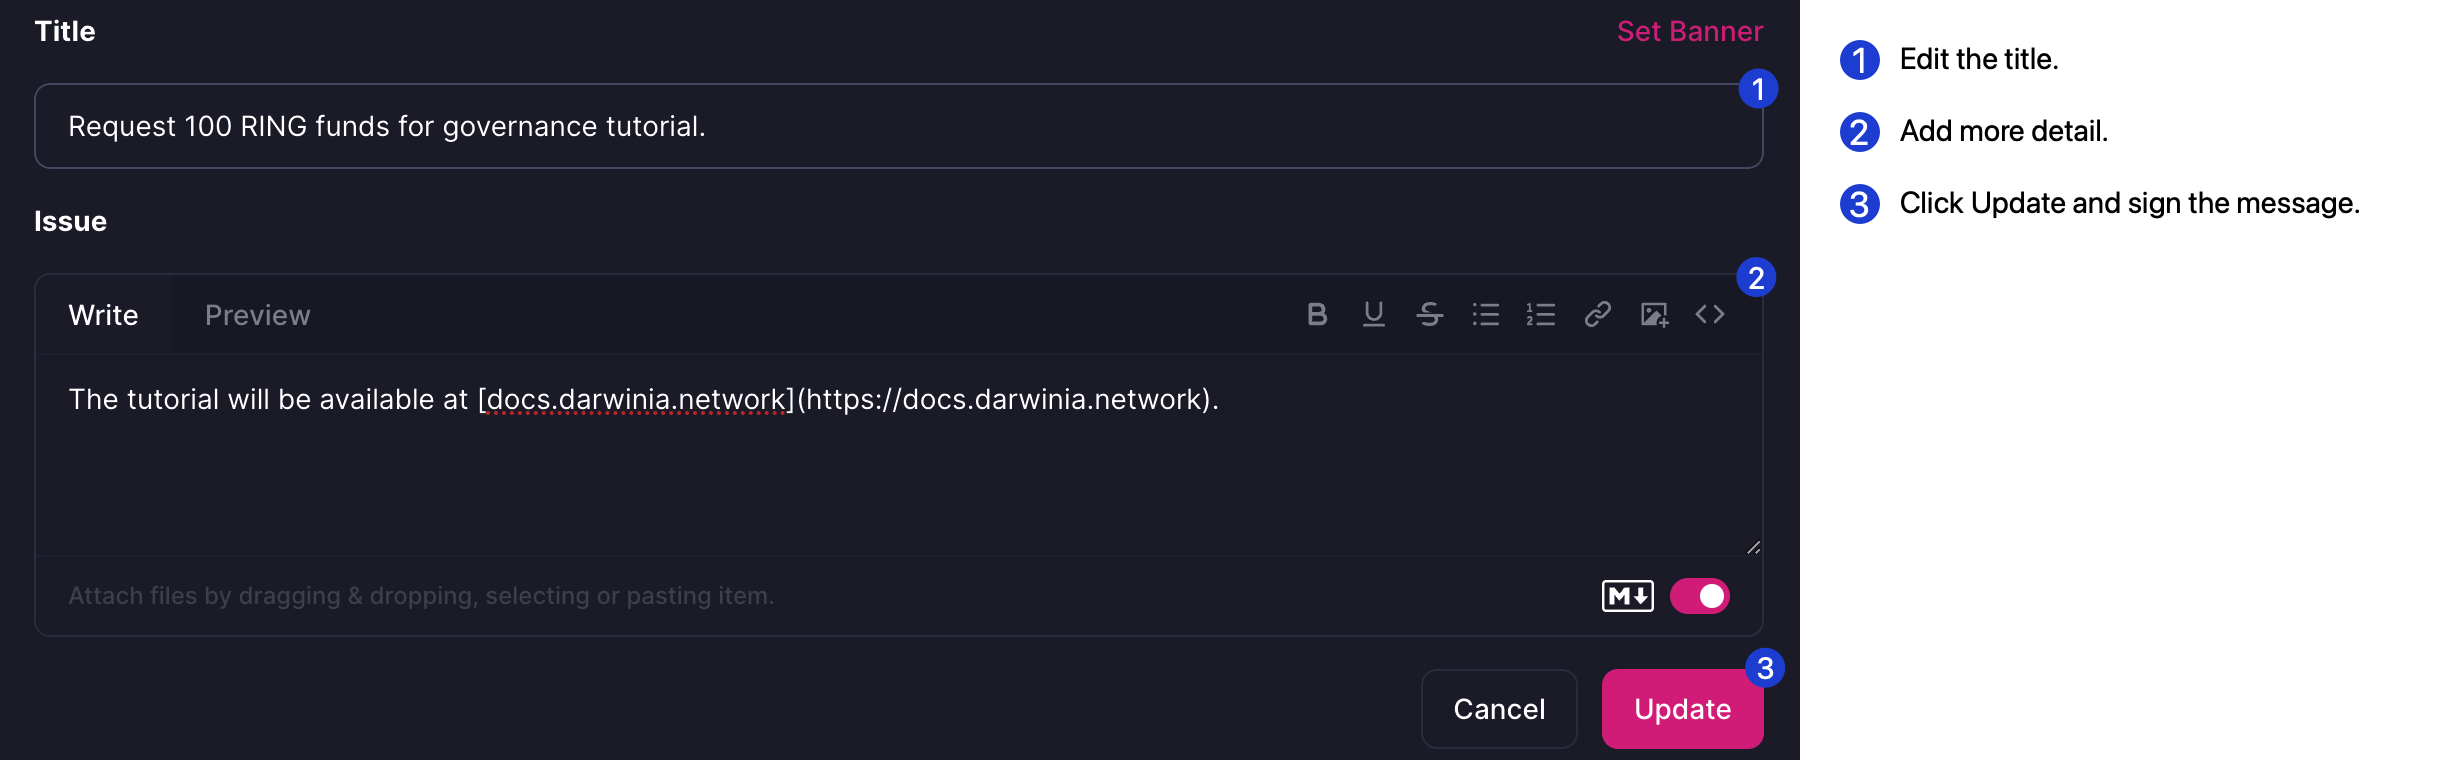 Title
Set Banner
1
Request 100 RING funds for governance tutorial.
Issue
2
Write
Preview
B U S
The tutorial will be available at [docs.darwinia.network](https://docs.darwinia.network).
Attach files by dragging & dropping, selecting or pasting item.
M
3
Cancel
Update
1 Edit the title.
2 Add more detail.
3 Click Update and sign the message.